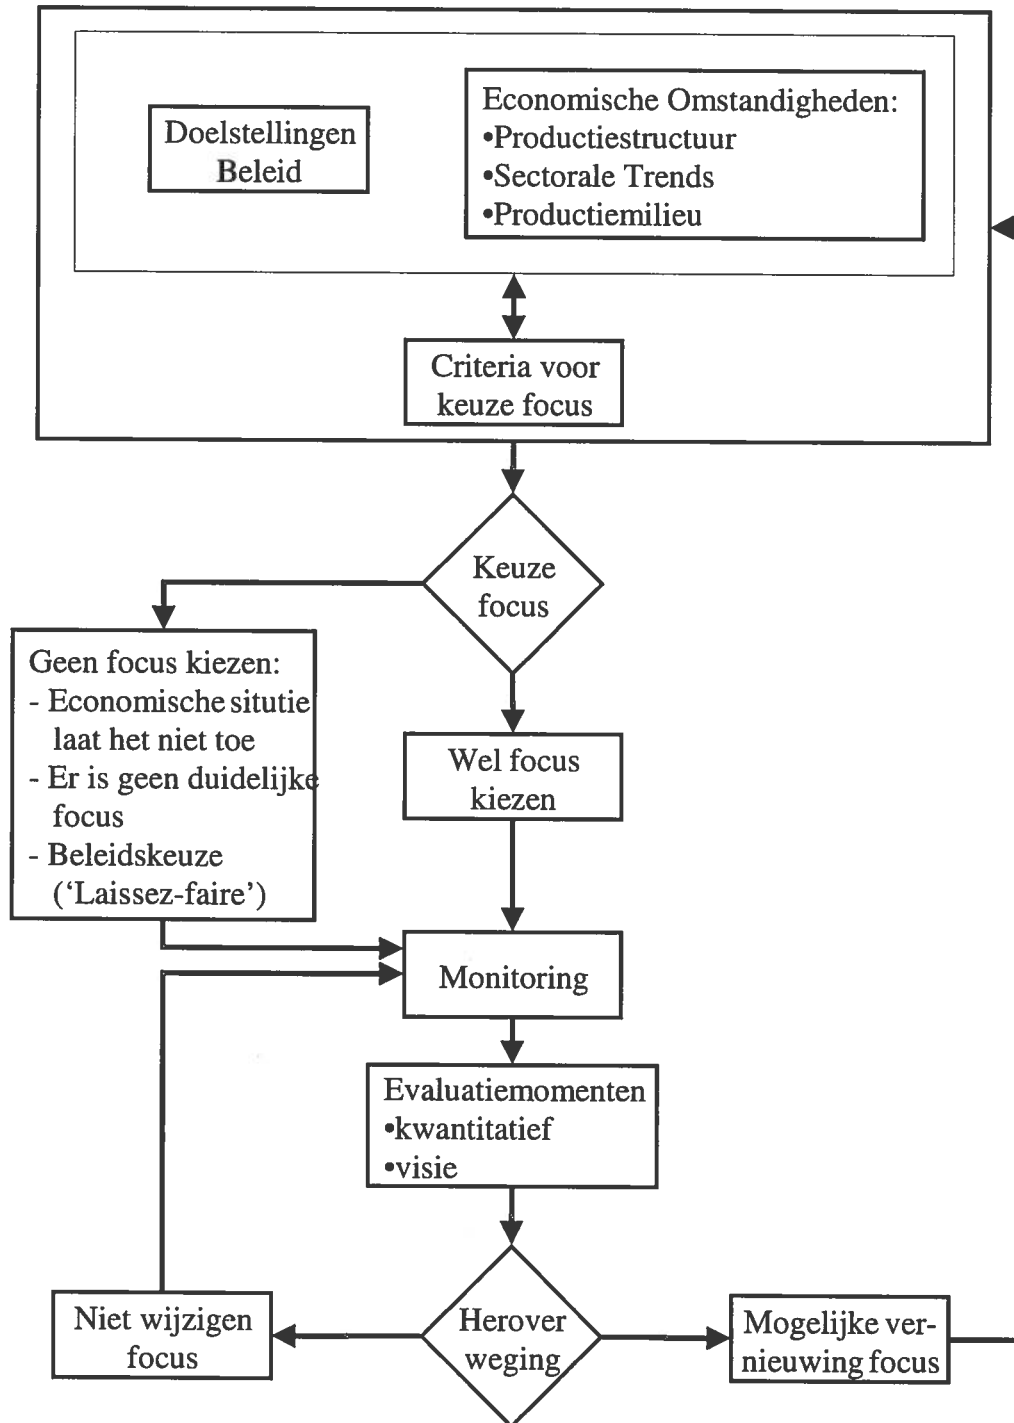 Doelstellingen
Beleid
Economische Omstandigheden:
•Productiestructuur
•Sectorale Trends
•Productiemilieu
Criteria voor
keuze focus
Keuze
focus
Geen focus kiezen:
- Economische situtie
laat het niet toe
- Er is geen duidelijke
focus
- Beleidskeuze
(‘Laissez-faire’)
Wel focus
kiezen
Monitoring
Evaluatiemomenten
•kwantitatief
•visie
Niet wijzigen
focus
Herover
weging
Mogelijke ver-
nieuwing focus